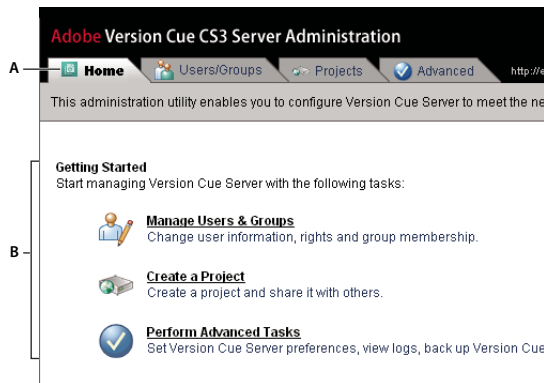 Adobe Version Cue CS3 Server Administration
A
Home Users/Groups Projects Advanced http://e
This administration utility enables you to configure Version Cue Server to meet the ne
B
Getting Started
Start managing Version Cue Server with the following tasks:
Manage Users & Groups
Change user information, rights and group membership.
Create a Project
Create a project and share it with others.
Perform Advanced Tasks
Set Version Cue Server preferences, view logs, back up Version Cue